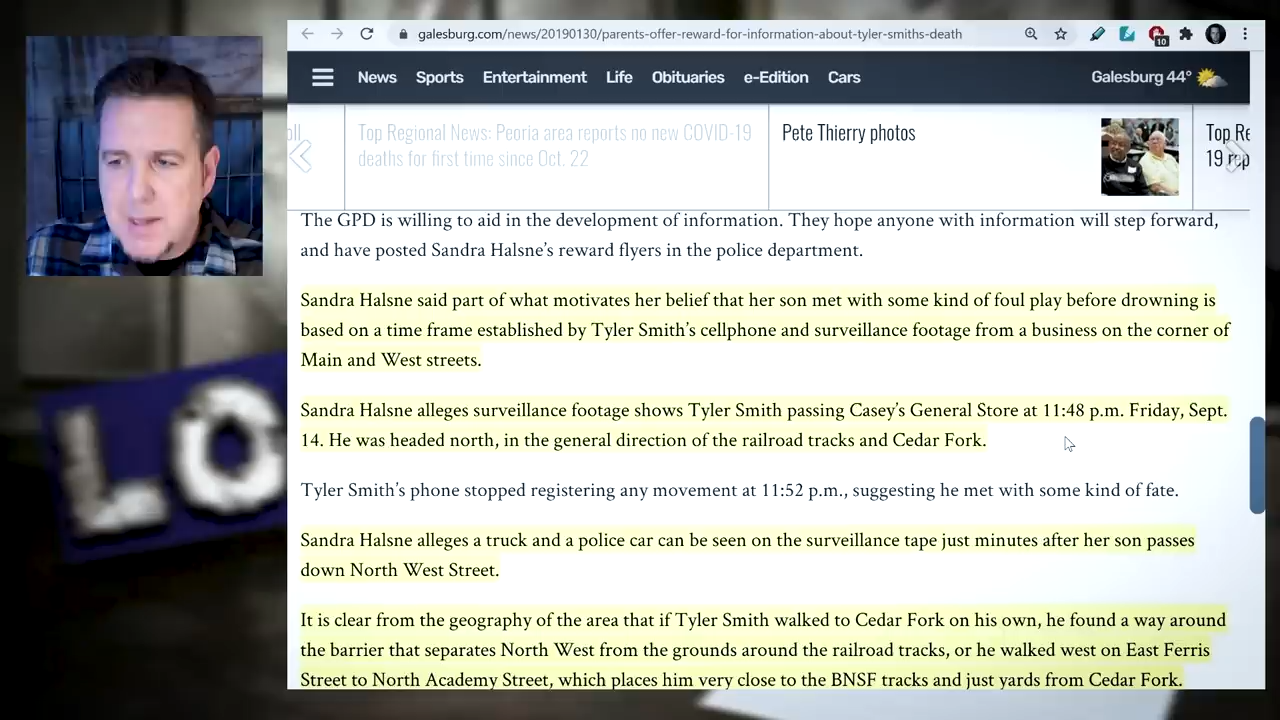 galesburg.com/news/20190130/parents-offer-reward-for-information-about-tyler-smiths-death
10
News Sports Entertainment Life Obituaries e-Edition Cars Galesburg 44°
oll
Top Regional News: Peoria area reports no new COVID-19
deaths for first time since Oct. 22
Pete Thierry photos
Top Re
19 rep
The GPD is willing to aid in the development of information. They hope anyone with information will step forward,
and have posted Sandra Halsne’s reward flyers in the police department.
Sandra Halsne said part of what motivates her belief that her son met with some kind of foul play before drowning is
based on a time frame established by Tyler Smith’s cellphone and surveillance footage from a business on the corner of
Main and West streets.
Sandra Halsne alleges surveillance footage shows Tyler Smith passing Casey’s General Store at 11:48 p.m. Friday, Sept.
14. He was headed north, in the general direction of the railroad tracks and Cedar Fork.
Tyler Smith’s phone stopped registering any movement at 11:52 p.m., suggesting he met with some kind of fate.
Sandra Halsne alleges a truck and a police car can be seen on the surveillance tape just minutes after her son passes
down North West Street.
It is clear from the geography of the area that if Tyler Smith walked to Cedar Fork on his own, he found a way around
the barrier that separates North West from the grounds around the railroad tracks, or he walked west on East Ferris
Street to North Academy Street, which places him very close to the BNSF tracks and just yards from Cedar Fork.
LO